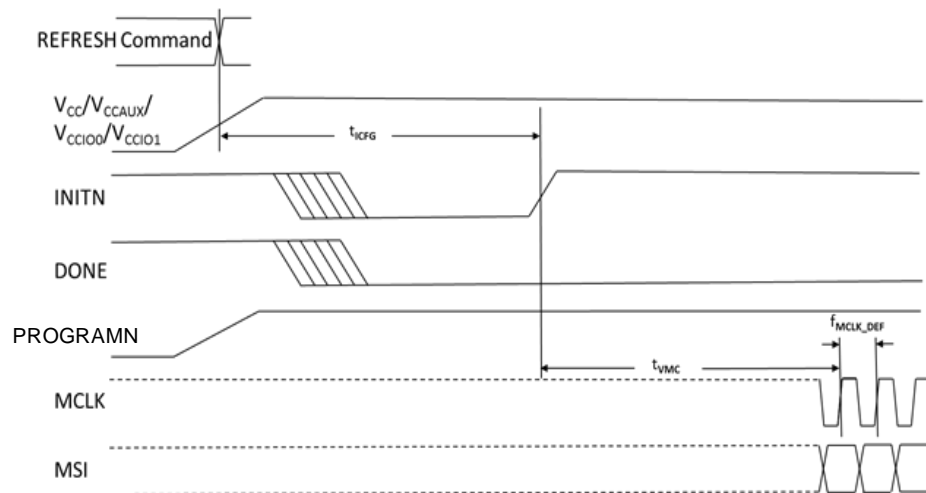 REFRESH Command
VCC/VCCAUX/
VCCIO0/VCCIO1
tICFG
INITN
DONE
PROGRAMN
fMCLK_DEF
tVMC
MCLK
MSI